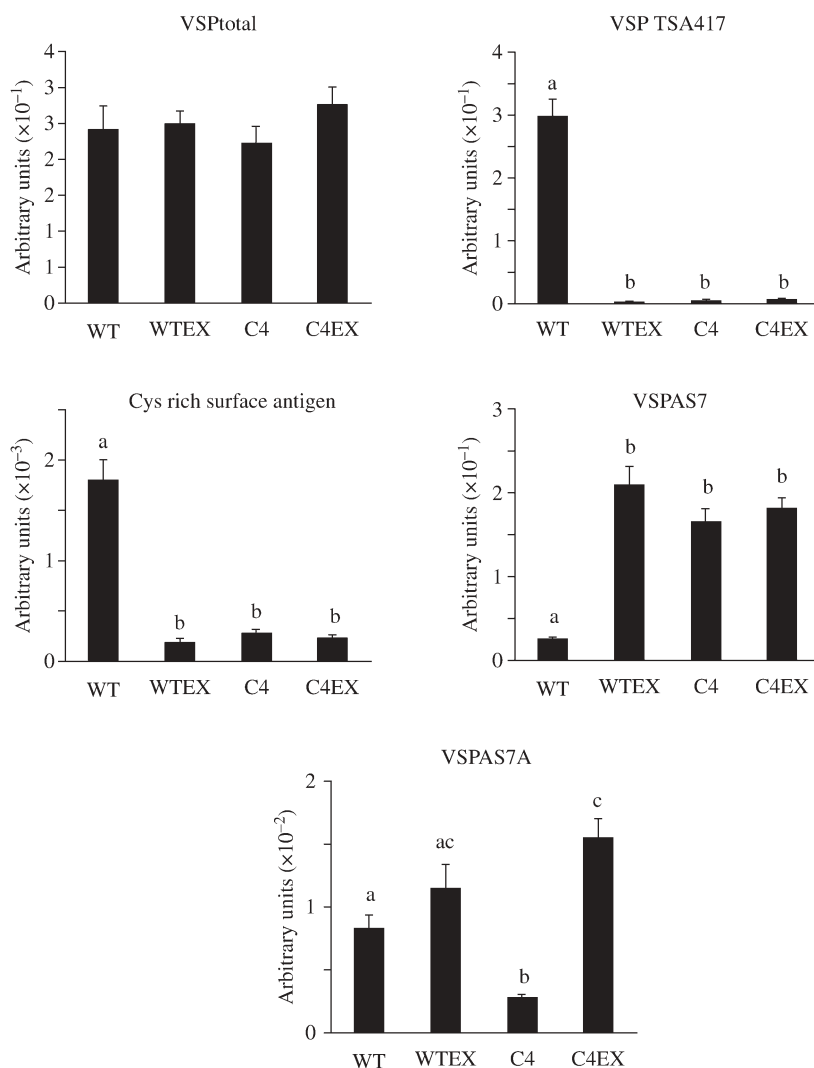 VSPtotal
Arbitrary units (×10⁻¹)
4
3
3
2
2
1
1
0
WT WTEX C4 C4EX
VSP TSA417
Arbitrary units (×10⁻¹)
4
3
2
1
0
a
b b b
WT WTEX C4 C4EX
Cys rich surface antigen
Arbitrary units (×10⁻³)
2
1
0
a
b b b
WT WTEX C4 C4EX
VSPAS7
Arbitrary units (×10⁻¹)
3
2
1
0
a b b b
WT WTEX C4 C4EX
VSPAS7A
Arbitrary units (×10⁻²)
2
1
0
a ac b c
WT WTEX C4 C4EX